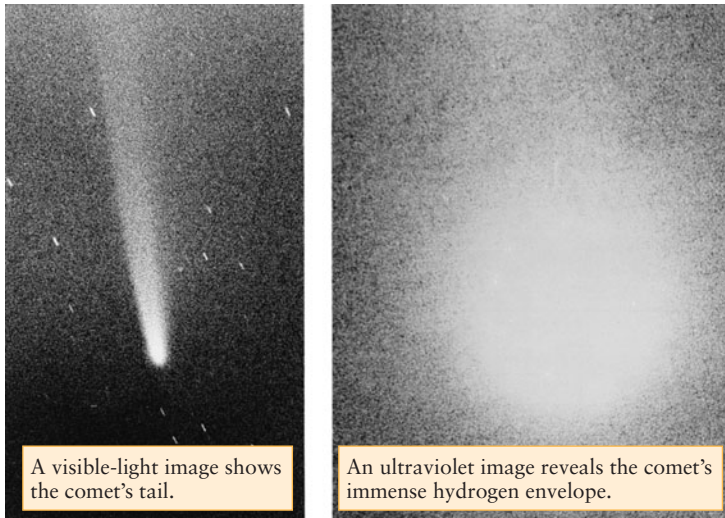 A visible-light image shows
the comet's tail.
An ultraviolet image reveals the comet's
immense hydrogen envelope.